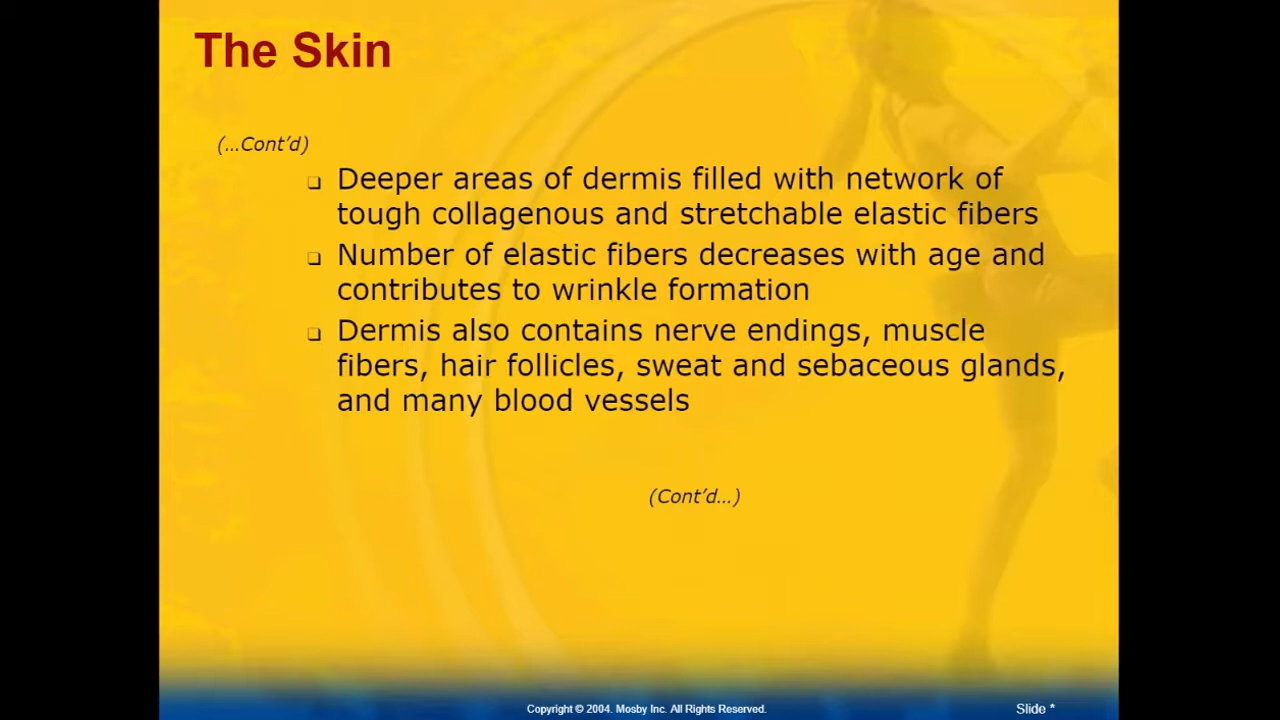 The Skin
(…Cont’d)
❑ Deeper areas of dermis filled with network of
tough collagenous and stretchable elastic fibers
❑ Number of elastic fibers decreases with age and
contributes to wrinkle formation
❑ Dermis also contains nerve endings, muscle
fibers, hair follicles, sweat and sebaceous glands,
and many blood vessels
(Cont’d…)
Copyright © 2004. Mosby Inc. All Rights Reserved.
Slide *